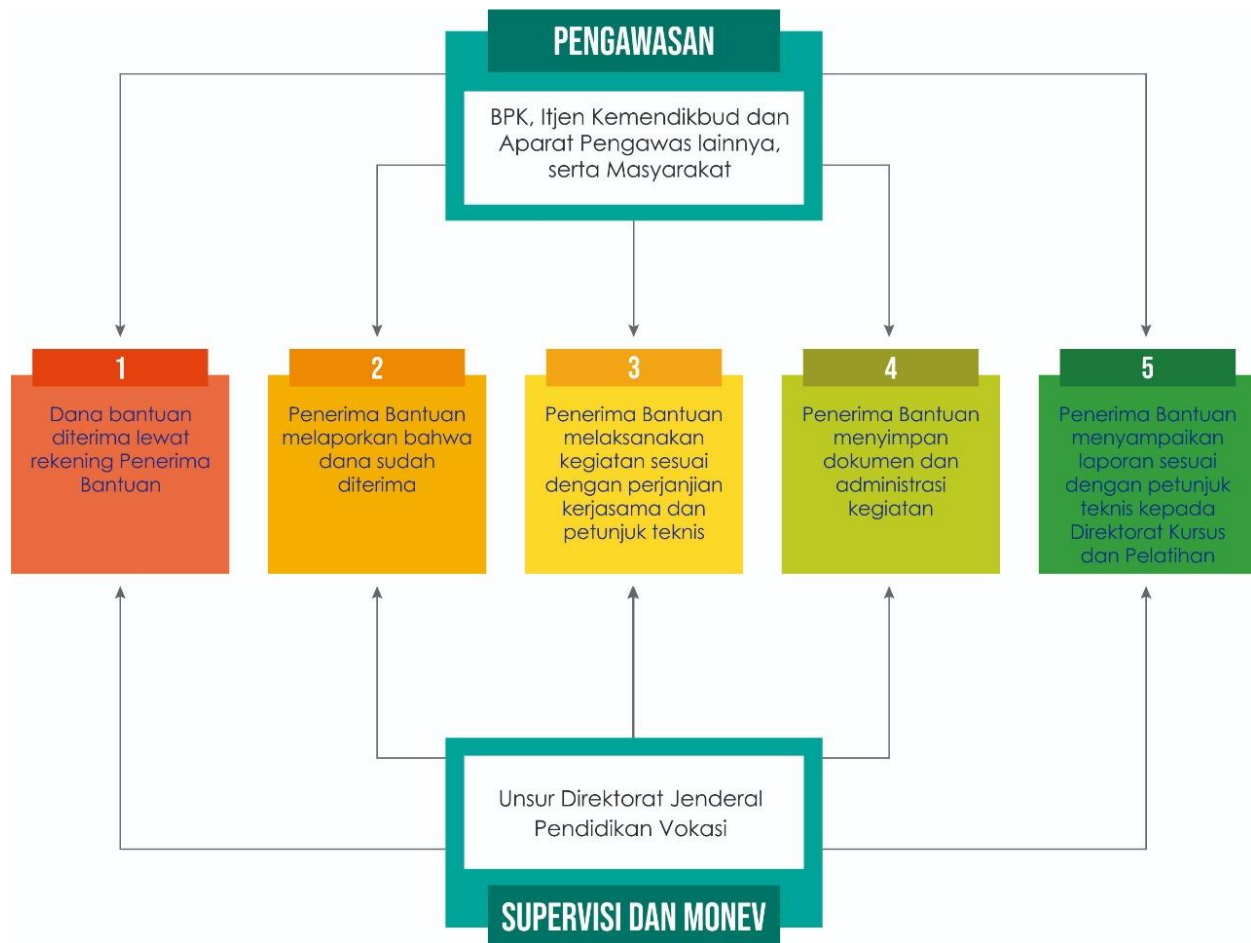 PENGAWASAN
BPK, Itjen Kemendikbud dan
Aparat Pengawas lainnya,
serta Masyarakat
1
Dana bantuan
diterima lewat
rekening Penerima
Bantuan
2
Penerima Bantuan
melaporkan bahwa
dana sudah
diterima
3
Penerima Bantuan
melaksanakan
kegiatan sesuai
dengan perjanjian
kerjasama dan
petunjuk teknis
4
Penerima Bantuan
menyimpan
dokumen dan
administrasi
kegiatan
5
Penerima Bantuan
menyampaikan
laporan sesuai
dengan petunjuk
teknis kepada
Direktorat Kursus
dan Pelatihan
Unsur Direktorat Jenderal
Pendidikan Vokasi
SUPERVISI DAN MONEV